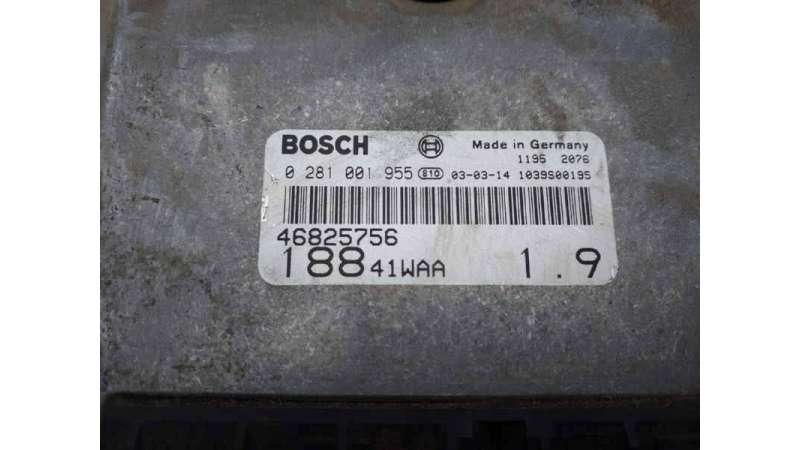 BOSCH Made in Germany
1195 2076
0 281 001 955 S10 03-03-14 1039S00195
46825756
188 41WAA 1.9